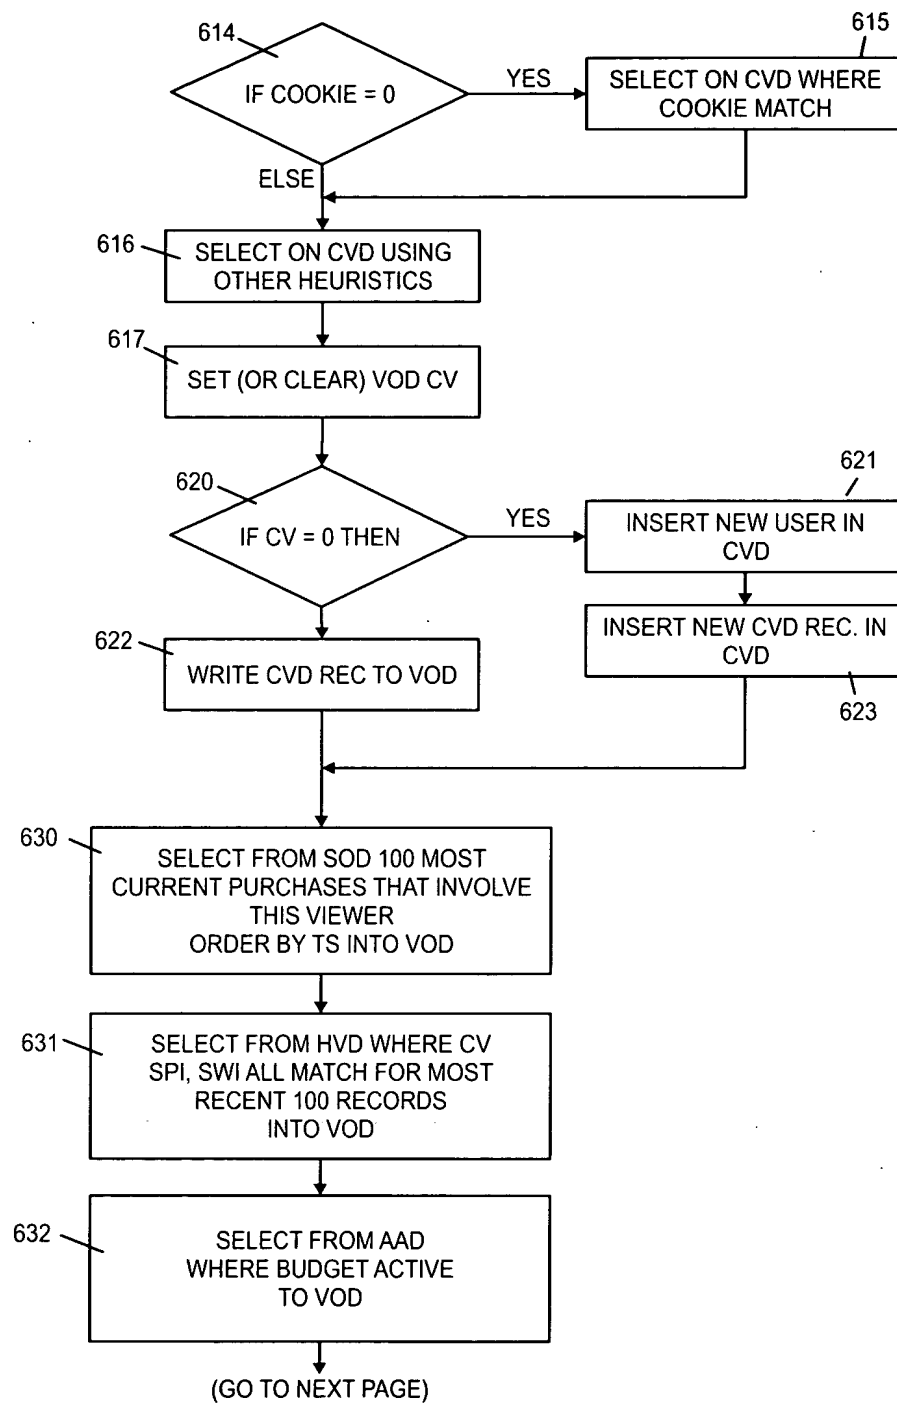 614
IF COOKIE = 0
YES
615
SELECT ON CVD WHERE
COOKIE MATCH
ELSE
616
SELECT ON CVD USING
OTHER HEURISTICS
617
SET (OR CLEAR) VOD CV
620
IF CV = 0 THEN
YES
621
INSERT NEW USER IN
CVD
622
WRITE CVD REC TO VOD
INSERT NEW CVD REC. IN
CVD
623
630
SELECT FROM SOD 100 MOST
CURRENT PURCHASES THAT INVOLVE
THIS VIEWER
ORDER BY TS INTO VOD
631
SELECT FROM HVD WHERE CV
SPI, SWI ALL MATCH FOR MOST
RECENT 100 RECORDS
INTO VOD
632
SELECT FROM AAD
WHERE BUDGET ACTIVE
TO VOD
(GO TO NEXT PAGE)